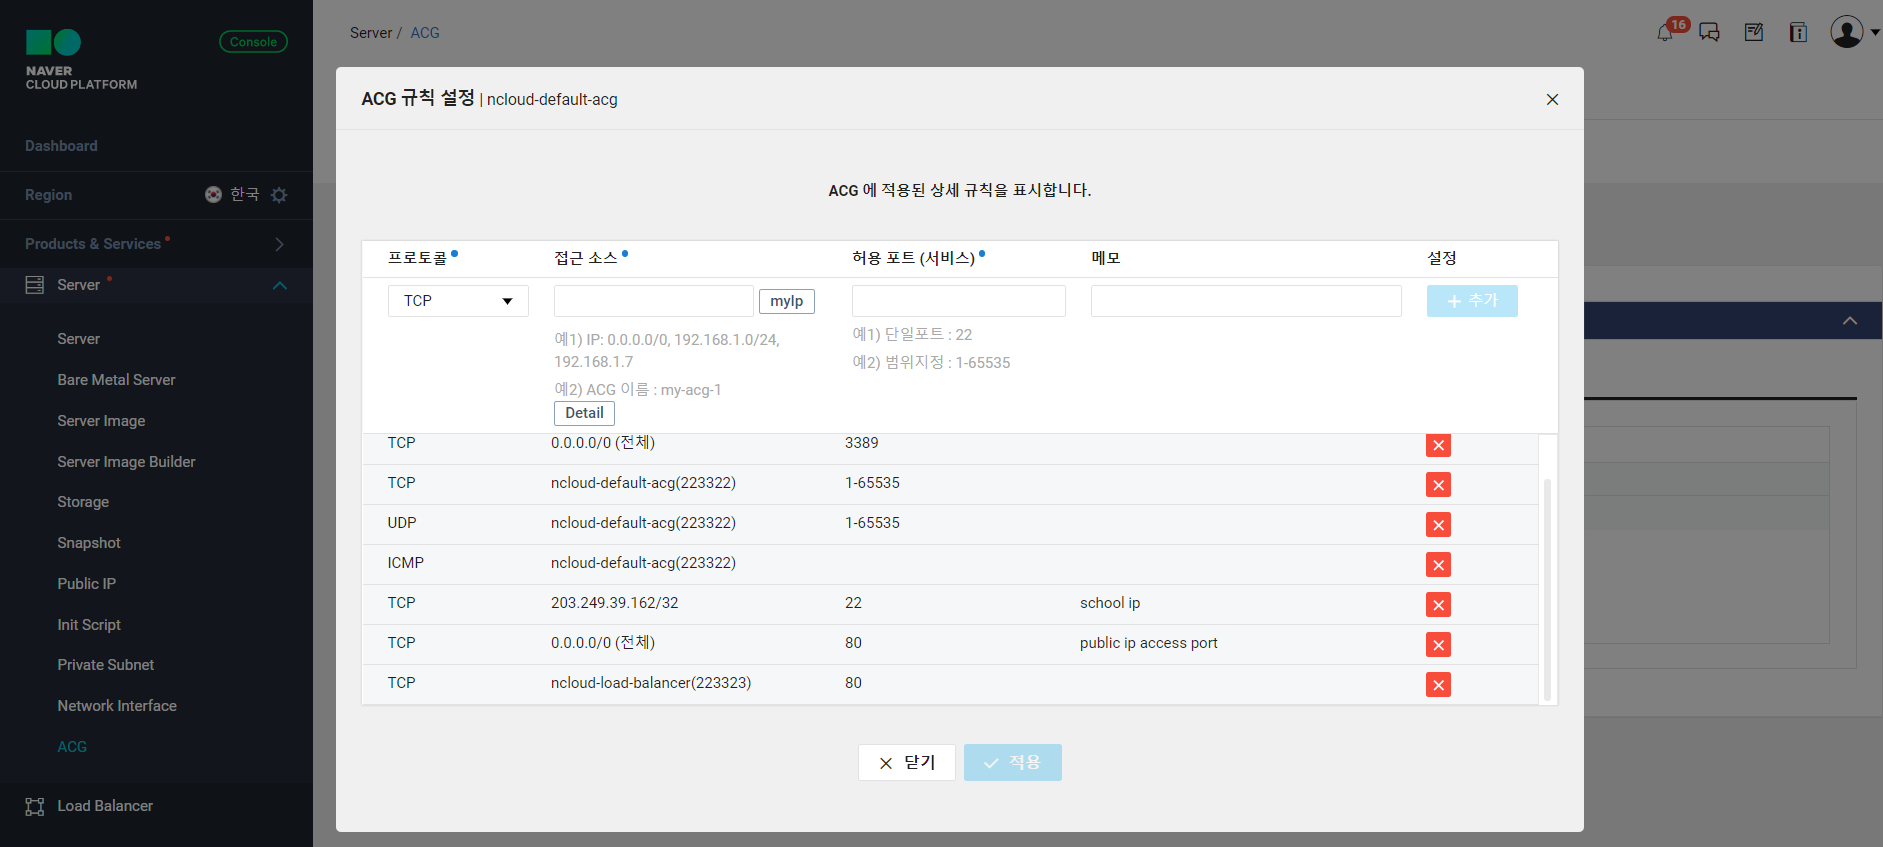 NAVER
CLOUD PLATFORM
Console
Dashboard
Region
한국
Products & Services
Server
Server
Bare Metal Server
Server Image
Server Image Builder
Storage
Snapshot
Public IP
Init Script
Private Subnet
Network Interface
ACG
Load Balancer
Server / ACG
16
ACG 규칙 설정 | ncloud-default-acg
ACG 에 적용된 상세 규칙을 표시합니다.
프로토콜 접근 소스 허용 포트 (서비스) 메모 설정
TCP myIp + 추가
예1) IP: 0.0.0.0/0, 192.168.1.0/24,
192.168.1.7
예2) ACG 이름 : my-acg-1
Detail
예1) 단일포트 : 22
예2) 범위지정 : 1-65535
TCP 0.0.0.0/0 (전체) 3389
TCP ncloud-default-acg(223322) 1-65535
UDP ncloud-default-acg(223322) 1-65535
ICMP ncloud-default-acg(223322)
TCP 203.249.39.162/32 22 school ip
TCP 0.0.0.0/0 (전체) 80 public ip access port
TCP ncloud-load-balancer(223323) 80
닫기 적용